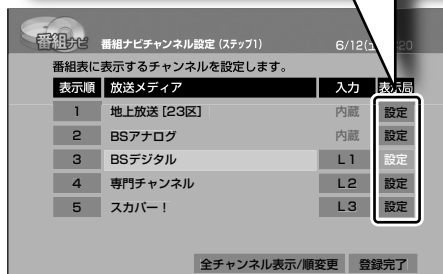 番組ナビ 番組ナビチャンネル設定 (ステップ1) 6/12( 20
番組表に表示するチャンネルを設定します。
表示順 放送メディア 入力 表示局
1 地上放送 [23区] 内蔵 設定
2 BSアナログ 内蔵 設定
3 BSデジタル L1 設定
4 専門チャンネル L2 設定
5 スカパー! L3 設定
全チャンネル表示/順変更 登録完了